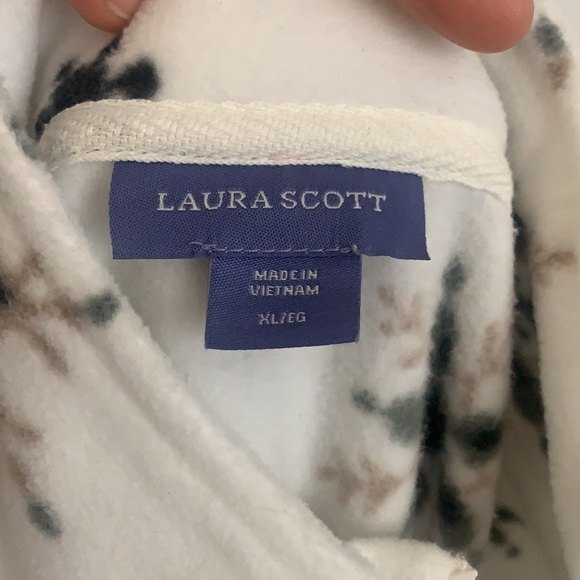 LAURA SCOTT
MADE IN
VIETNAM
XL/EG